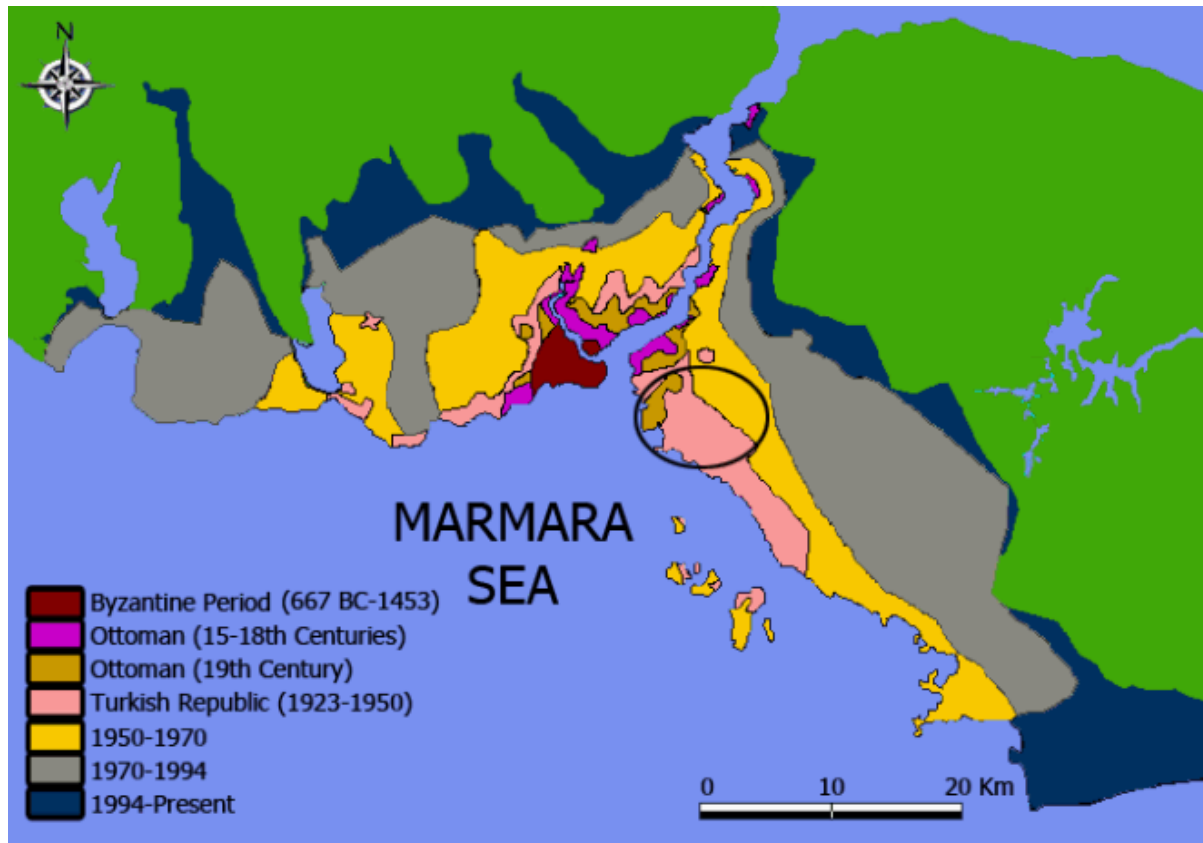 N
MARMARA
SEA
Byzantine Period (667 BC-1453)
Ottoman (15-18th Centuries)
Ottoman (19th Century)
Turkish Republic (1923-1950)
1950-1970
1970-1994
1994-Present
0 10 20 Km